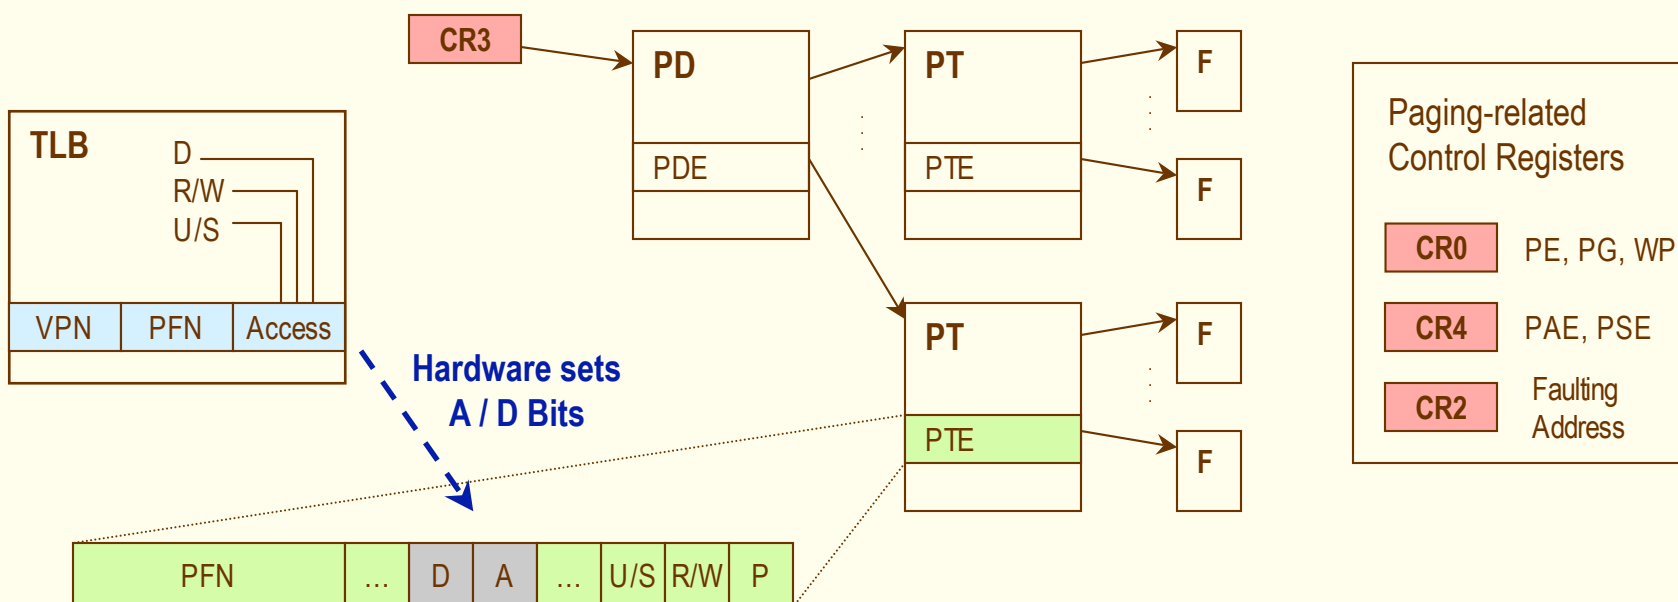 CR3
PD
PDE
PT
PTE
F
F
TLB
D
R/W
U/S
VPN PFN Access
Hardware sets
A / D Bits
PT
PTE
F
F
PFN ... D A ... U/S R/W P
Paging-related
Control Registers
CR0 PE, PG, WP
CR4 PAE, PSE
CR2 Faulting
Address